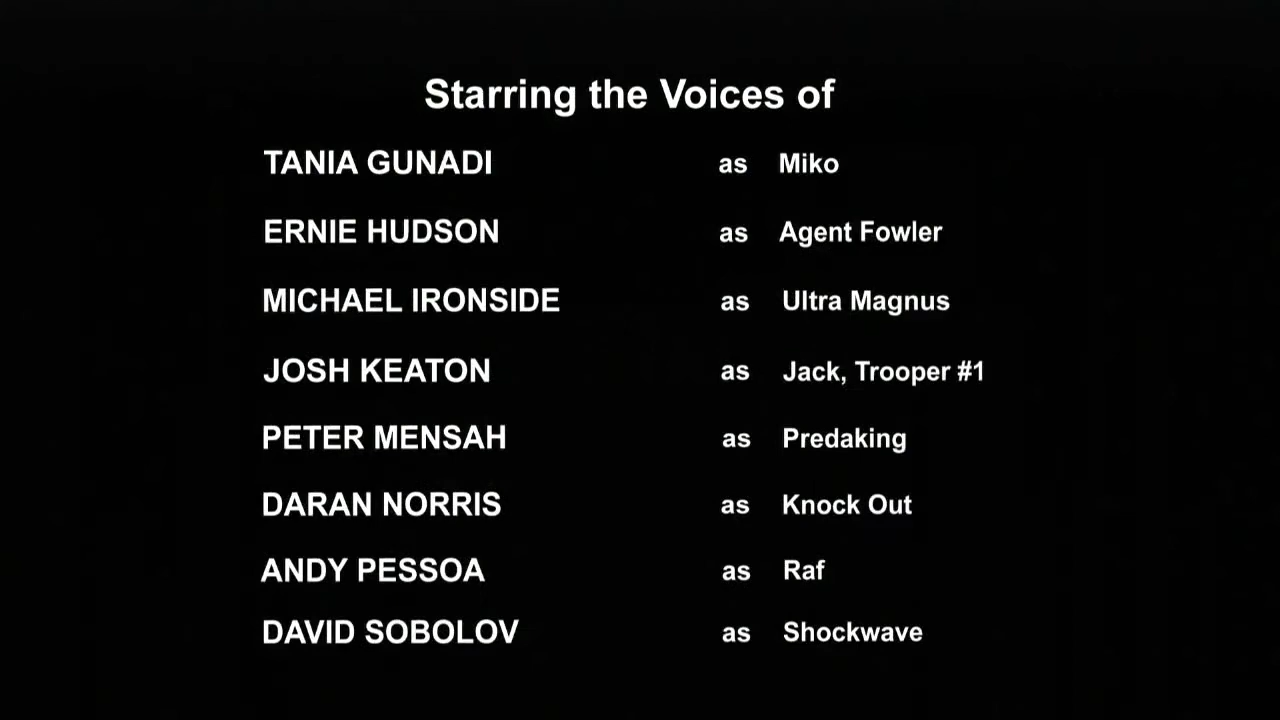 Starring the Voices of
TANIA GUNADI as Miko
ERNIE HUDSON as Agent Fowler
MICHAEL IRONSIDE as Ultra Magnus
JOSH KEATON as Jack, Trooper #1
PETER MENSAH as Predaking
DARAN NORRIS as Knock Out
ANDY PESSOA as Raf
DAVID SOBOLOV as Shockwave